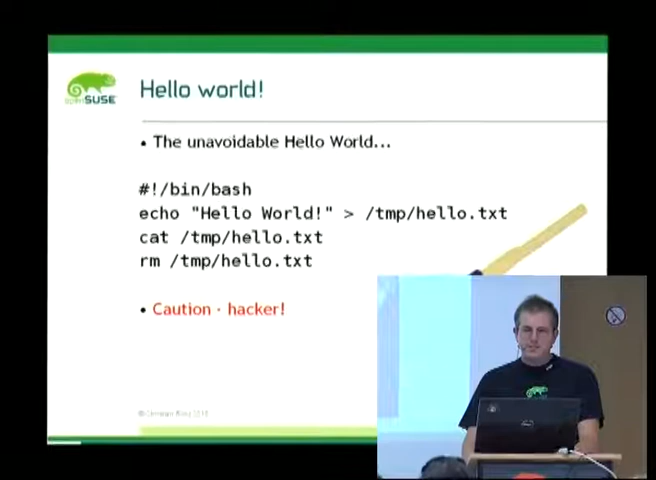 openSUSE
Hello world!
• The unavoidable Hello World...
#!/bin/bash
echo "Hello World!" > /tmp/hello.txt
cat /tmp/hello.txt
rm /tmp/hello.txt
• Caution - hacker!